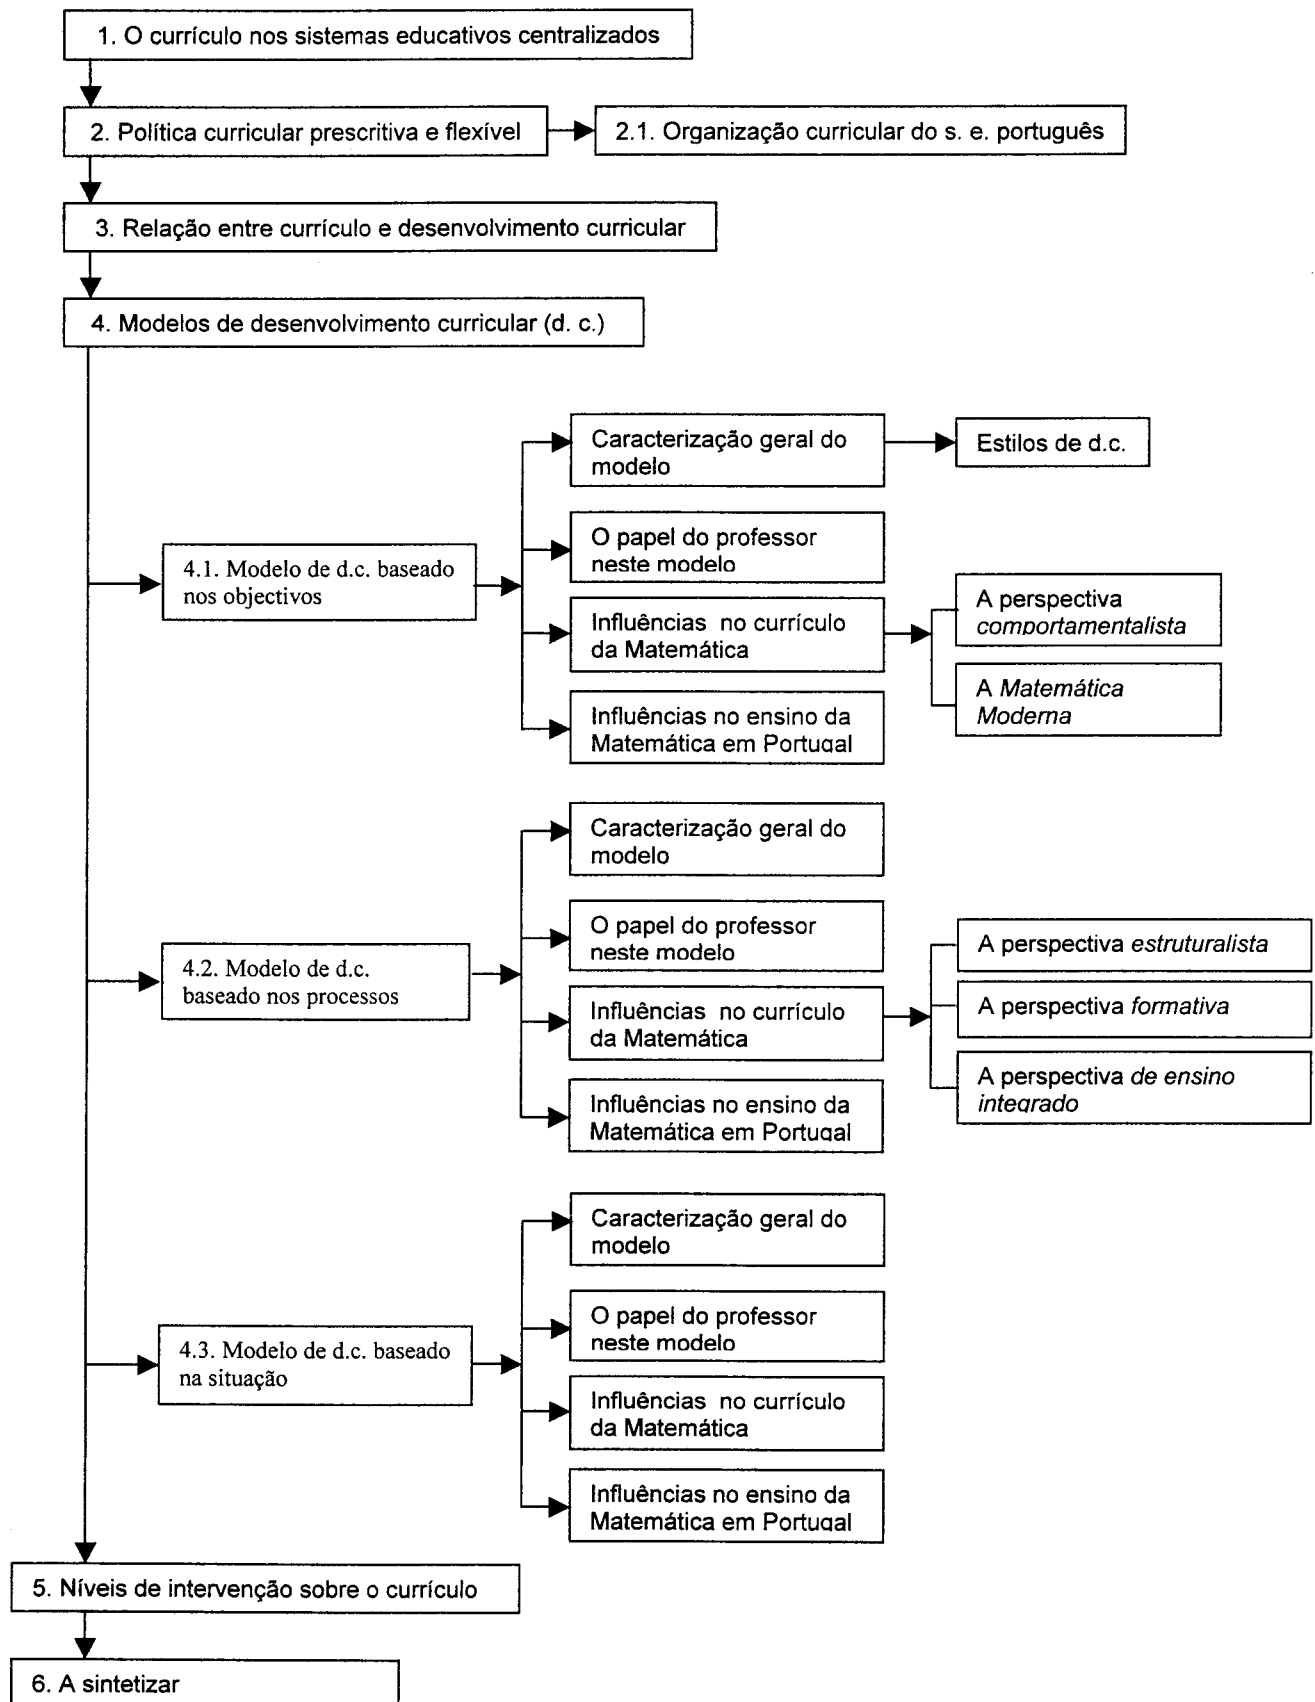 1. O currículo nos sistemas educativos centralizados
2. Política curricular prescritiva e flexível
2.1. Organização curricular do s. e. português
3. Relação entre currículo e desenvolvimento curricular
4. Modelos de desenvolvimento curricular (d. c.)
4.1. Modelo de d.c. baseado
nos objectivos
Caracterização geral do
modelo
Estilos de d.c.
O papel do professor
neste modelo
Influências no currículo
da Matemática
A perspectiva
comportamentalista
A Matemática
Moderna
Influências no ensino da
Matemática em Portugal
4.2. Modelo de d.c.
baseado nos processos
Caracterização geral do
modelo
O papel do professor
neste modelo
Influências no currículo
da Matemática
A perspectiva estruturalista
A perspectiva formativa
A perspectiva de ensino
integrado
Influências no ensino da
Matemática em Portugal
4.3. Modelo de d.c. baseado
na situação
Caracterização geral do
modelo
O papel do professor
neste modelo
Influências no currículo
da Matemática
Influências no ensino da
Matemática em Portugal
5. Níveis de intervenção sobre o currículo
6. A sintetizar